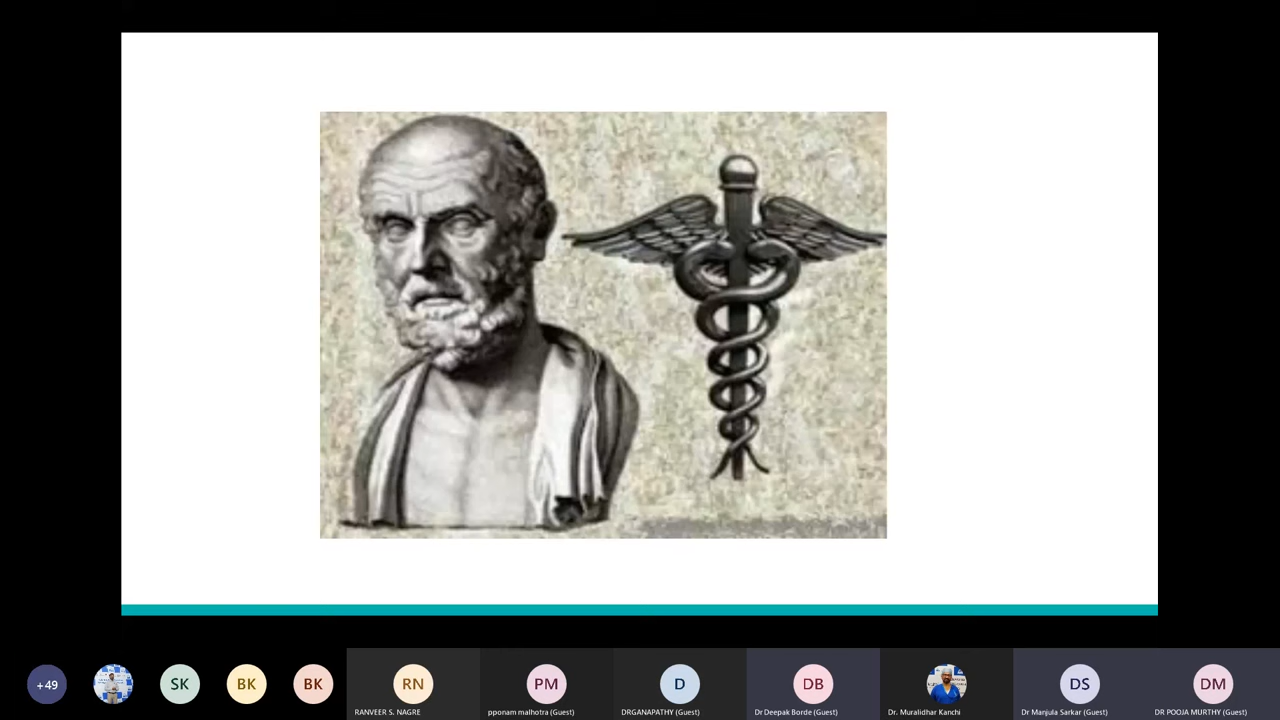 +49
SK
BK
BK
RN
PM
D
DB
DS
DM
RANVEER S. NAGRE
pponam malhotra (Guest)
DRGANAPATHY (Guest)
Dr Deepak Borde (Guest)
Dr. Muralidhar Kanchi
Dr Manjula Sarkar (Guest)
DR POOJA MURTHY (Guest)